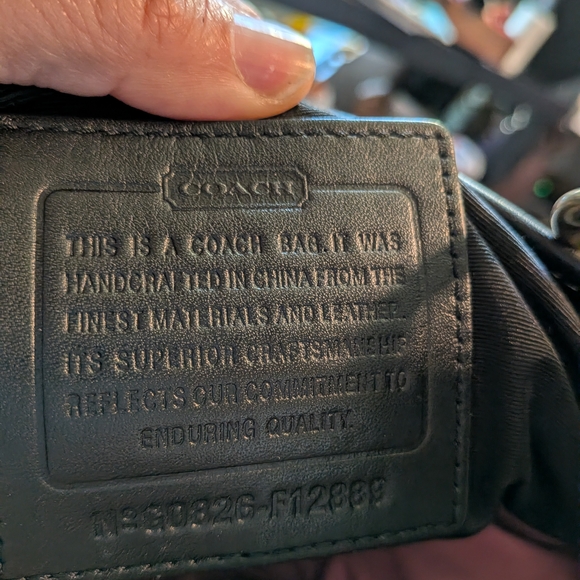 COACH
THIS IS A COACH BAG. IT WAS
HANDCRAFTED IN CHINA FROM THE
FINEST MATERIALS AND LEATHER.
ITS SUPERIOR CRAFTSMANSHIP
REFLECTS OUR COMMITMENT TO
ENDURING QUALITY.
Nº G0826-F12889